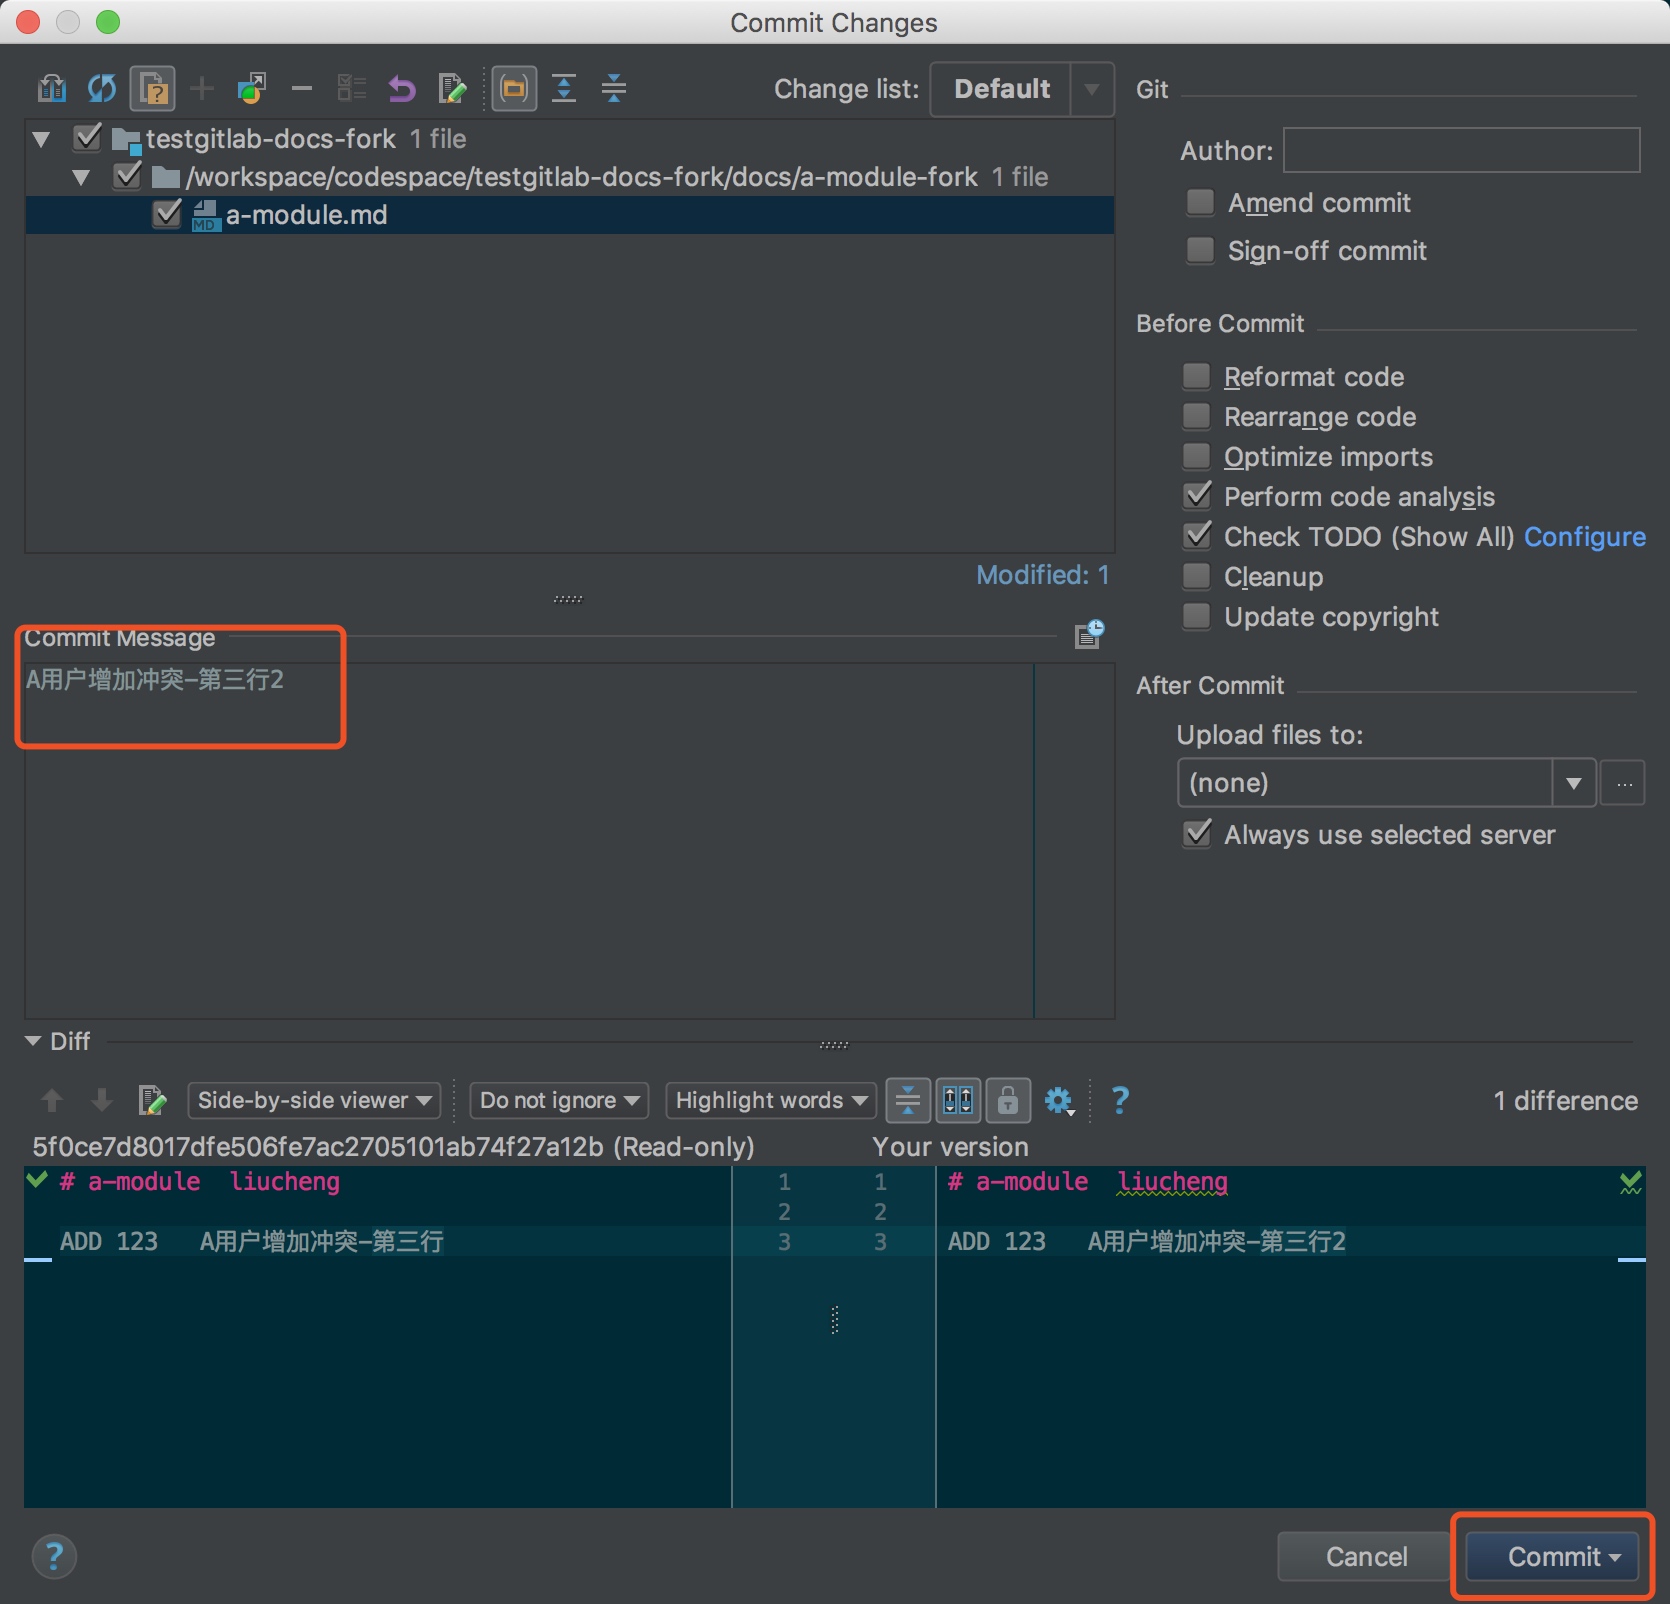 Commit Changes
Change list: Default
testgitlab-docs-fork 1 file
/workspace/codespace/testgitlab-docs-fork/docs/a-module-fork 1 file
MD a-module.md
Modified: 1
Git
Author:
Amend commit
Sign-off commit
Before Commit
Reformat code
Rearrange code
Optimize imports
Perform code analysis
Check TODO (Show All) Configure
Cleanup
Update copyright
After Commit
Upload files to:
(none) ...
Always use selected server
Commit Message
A用户增加冲突-第三行2
Diff
Side-by-side viewer Do not ignore Highlight words ? 1 difference
5f0ce7d8017dfe506fe7ac2705101ab74f27a12b (Read-only) Your version
# a-module liucheng 1 1 # a-module liucheng
2 2
ADD 123 A用户增加冲突-第三行 3 3 ADD 123 A用户增加冲突-第三行2
? Cancel Commit